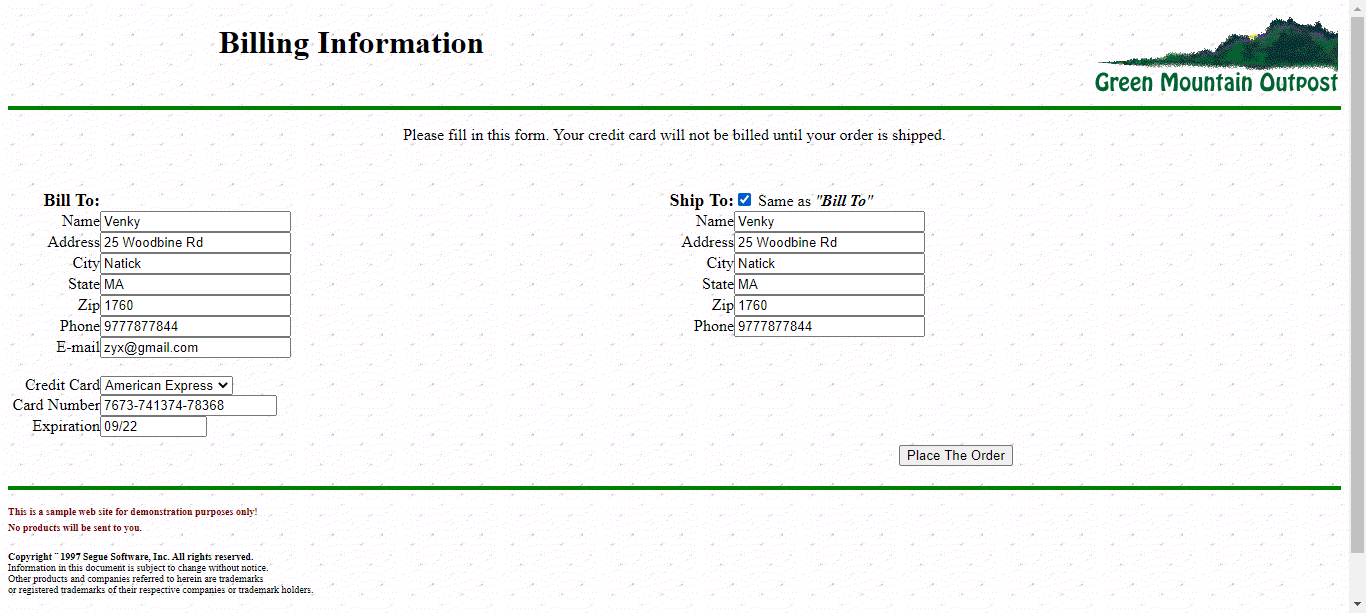 Billing Information
Green Mountain Outpost
Please fill in this form. Your credit card will not be billed until your order is shipped.
Bill To:
Name Venky
Address 25 Woodbine Rd
City Natick
State MA
Zip 1760
Phone 9777877844
E-mail zyx@gmail.com
Credit Card American Express
Card Number 7673-741374-78368
Expiration 09/22
Ship To: Same as "Bill To"
Name Venky
Address 25 Woodbine Rd
City Natick
State MA
Zip 1760
Phone 9777877844
Place The Order
This is a sample web site for demonstration purposes only!
No products will be sent to you.
Copyright ¨ 1997 Segue Software, Inc. All rights reserved.
Information in this document is subject to change without notice.
Other products and companies referred to herein are trademarks
or registered trademarks of their respective companies or trademark holders.